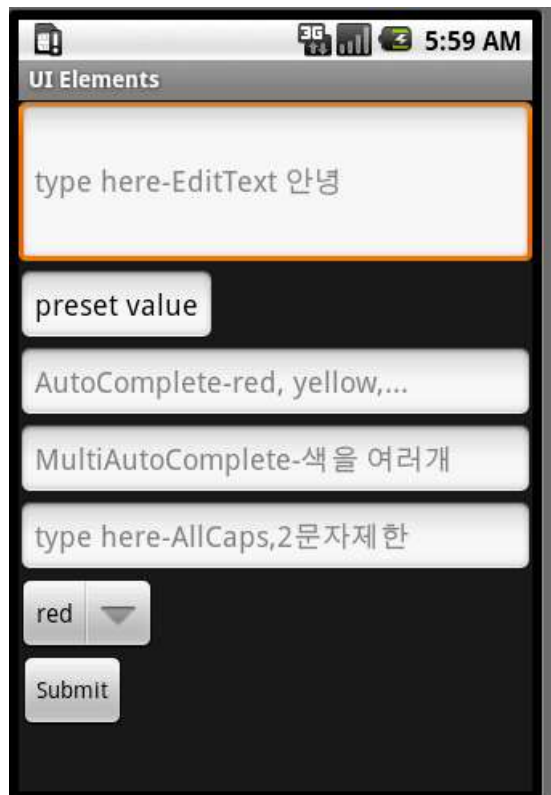 3G 5:59 AM
UI Elements
type here-EditText 안녕
preset value
AutoComplete-red, yellow,...
MultiAutoComplete-색을 여러개
type here-AllCaps,2문자제한
red
Submit